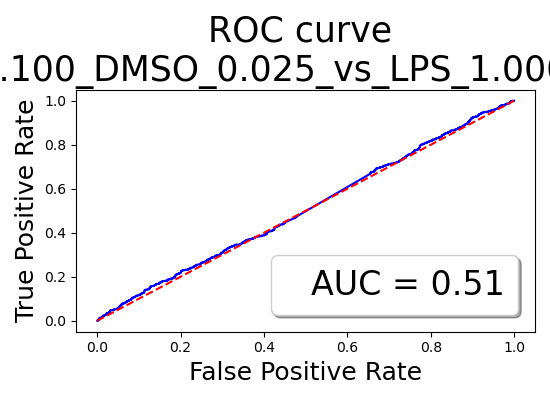 ROC curve
.100_DMSO_0.025_vs_LPS_1.000
True Positive Rate
1.0
0.8
0.6
0.4
0.2
0.0
AUC = 0.51
0.0 0.2 0.4 0.6 0.8 1.0
False Positive Rate